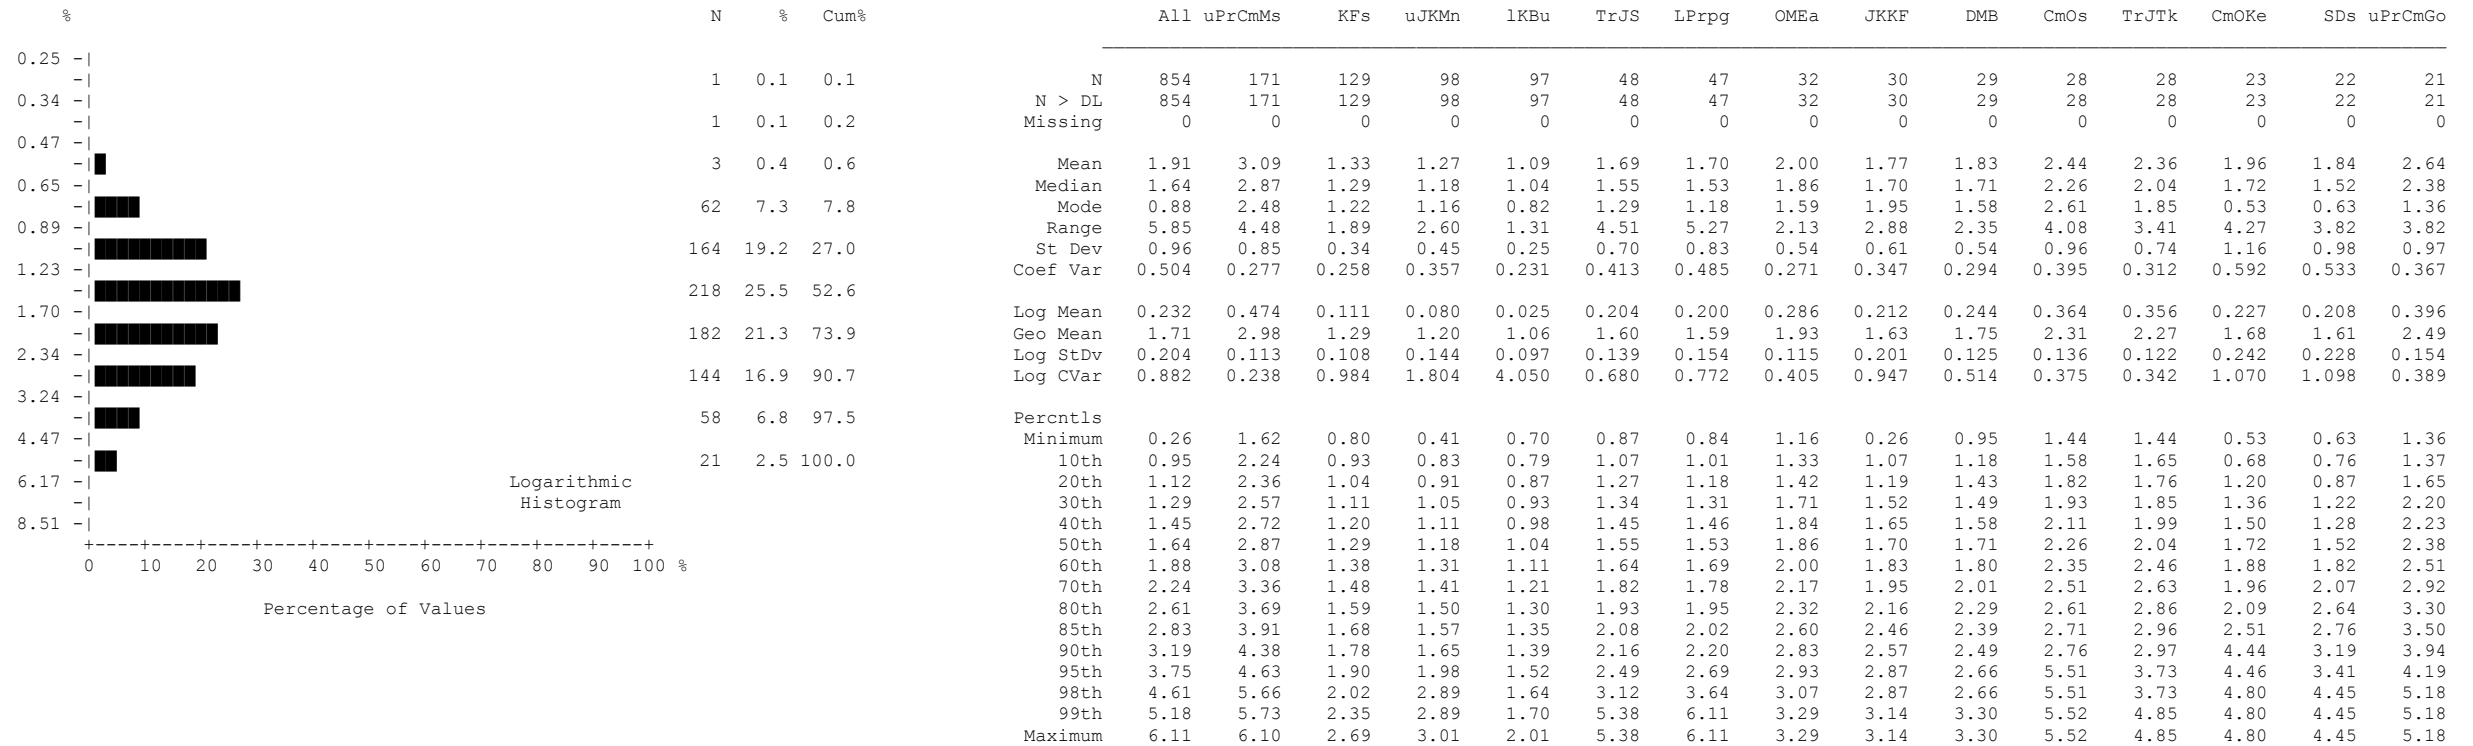 % N % Cum% All uPrCmMs KFs uJKMn lKBu TrJS LPrpg OMEa JKKF DMB CmOs TrJTk CmOKe SDs uPrCmGo
0.25 -|
-| 1 0.1 0.1 N 854 171 129 98 97 48 47 32 30 29 28 28 23 22 21
0.34 -| N > DL 854 171 129 98 97 48 47 32 30 29 28 28 23 22 21
-| 1 0.1 0.2 Missing 0 0 0 0 0 0 0 0 0 0 0 0 0 0 0
0.47 -|
-| 3 0.4 0.6 Mean 1.91 3.09 1.33 1.27 1.09 1.69 1.70 2.00 1.77 1.83 2.44 2.36 1.96 1.84 2.64
0.65 -| Median 1.64 2.87 1.29 1.18 1.04 1.55 1.53 1.86 1.70 1.71 2.26 2.04 1.72 1.52 2.38
-| 62 7.3 7.8 Mode 0.88 2.48 1.22 1.16 0.82 1.29 1.18 1.59 1.95 1.58 2.61 1.85 0.53 0.63 1.36
0.89 -| Range 5.85 4.48 1.89 2.60 1.31 4.51 5.27 2.13 2.88 2.35 4.08 3.41 4.27 3.82 3.82
-| 164 19.2 27.0 St Dev 0.96 0.85 0.34 0.45 0.25 0.70 0.83 0.54 0.61 0.54 0.96 0.74 1.16 0.98 0.97
1.23 -| Coef Var 0.504 0.277 0.258 0.357 0.231 0.413 0.485 0.271 0.347 0.294 0.395 0.312 0.592 0.533 0.367
-| 218 25.5 52.6
1.70 -| Log Mean 0.232 0.474 0.111 0.080 0.025 0.204 0.200 0.286 0.212 0.244 0.364 0.356 0.227 0.208 0.396
-| 182 21.3 73.9 Geo Mean 1.71 2.98 1.29 1.20 1.06 1.60 1.59 1.93 1.63 1.75 2.31 2.27 1.68 1.61 2.49
2.34 -| Log StDv 0.204 0.113 0.108 0.144 0.097 0.139 0.154 0.115 0.201 0.125 0.136 0.122 0.242 0.228 0.154
-| 144 16.9 90.7 Log CVar 0.882 0.238 0.984 1.804 4.050 0.680 0.772 0.405 0.947 0.514 0.375 0.342 1.070 1.098 0.389
3.24 -|
-| 58 6.8 97.5 Percntls
4.47 -| Minimum 0.26 1.62 0.80 0.41 0.70 0.87 0.84 1.16 0.26 0.95 1.44 1.44 0.53 0.63 1.36
-| 21 2.5 100.0 10th 0.95 2.24 0.93 0.83 0.79 1.07 1.01 1.33 1.07 1.18 1.58 1.65 0.68 0.76 1.37
6.17 -| Logarithmic 20th 1.12 2.36 1.04 0.91 0.87 1.27 1.18 1.42 1.19 1.43 1.82 1.76 1.20 0.87 1.65
-| Histogram 30th 1.29 2.57 1.11 1.05 0.93 1.34 1.31 1.71 1.52 1.49 1.93 1.85 1.36 1.22 2.20
8.51 -| 40th 1.45 2.72 1.20 1.11 0.98 1.45 1.46 1.84 1.65 1.58 2.11 1.99 1.50 1.28 2.23
+----+----+----+----+----+----+----+----+----+----+ 50th 1.64 2.87 1.29 1.18 1.04 1.55 1.53 1.86 1.70 1.71 2.26 2.04 1.72 1.52 2.38
0 10 20 30 40 50 60 70 80 90 100 % 60th 1.88 3.08 1.38 1.31 1.11 1.64 1.69 2.00 1.83 1.80 2.35 2.46 1.88 1.82 2.51
70th 2.24 3.36 1.48 1.41 1.21 1.82 1.78 2.17 1.95 2.01 2.51 2.63 1.96 2.07 2.92
Percentage of Values 80th 2.61 3.69 1.59 1.50 1.30 1.93 1.95 2.32 2.16 2.29 2.61 2.86 2.09 2.64 3.30
85th 2.83 3.91 1.68 1.57 1.35 2.08 2.02 2.60 2.46 2.39 2.71 2.96 2.51 2.76 3.50
90th 3.19 4.38 1.78 1.65 1.39 2.16 2.20 2.83 2.57 2.49 2.76 2.97 4.44 3.19 3.94
95th 3.75 4.63 1.90 1.98 1.52 2.49 2.69 2.93 2.87 2.66 5.51 3.73 4.46 3.41 4.19
98th 4.61 5.66 2.02 2.89 1.64 3.12 3.64 3.07 2.87 2.66 5.51 3.73 4.80 4.45 5.18
99th 5.18 5.73 2.35 2.89 1.70 5.38 6.11 3.29 3.14 3.30 5.52 4.85 4.80 4.45 5.18
Maximum 6.11 6.10 2.69 3.01 2.01 5.38 6.11 3.29 3.14 3.30 5.52 4.85 4.80 4.45 5.18